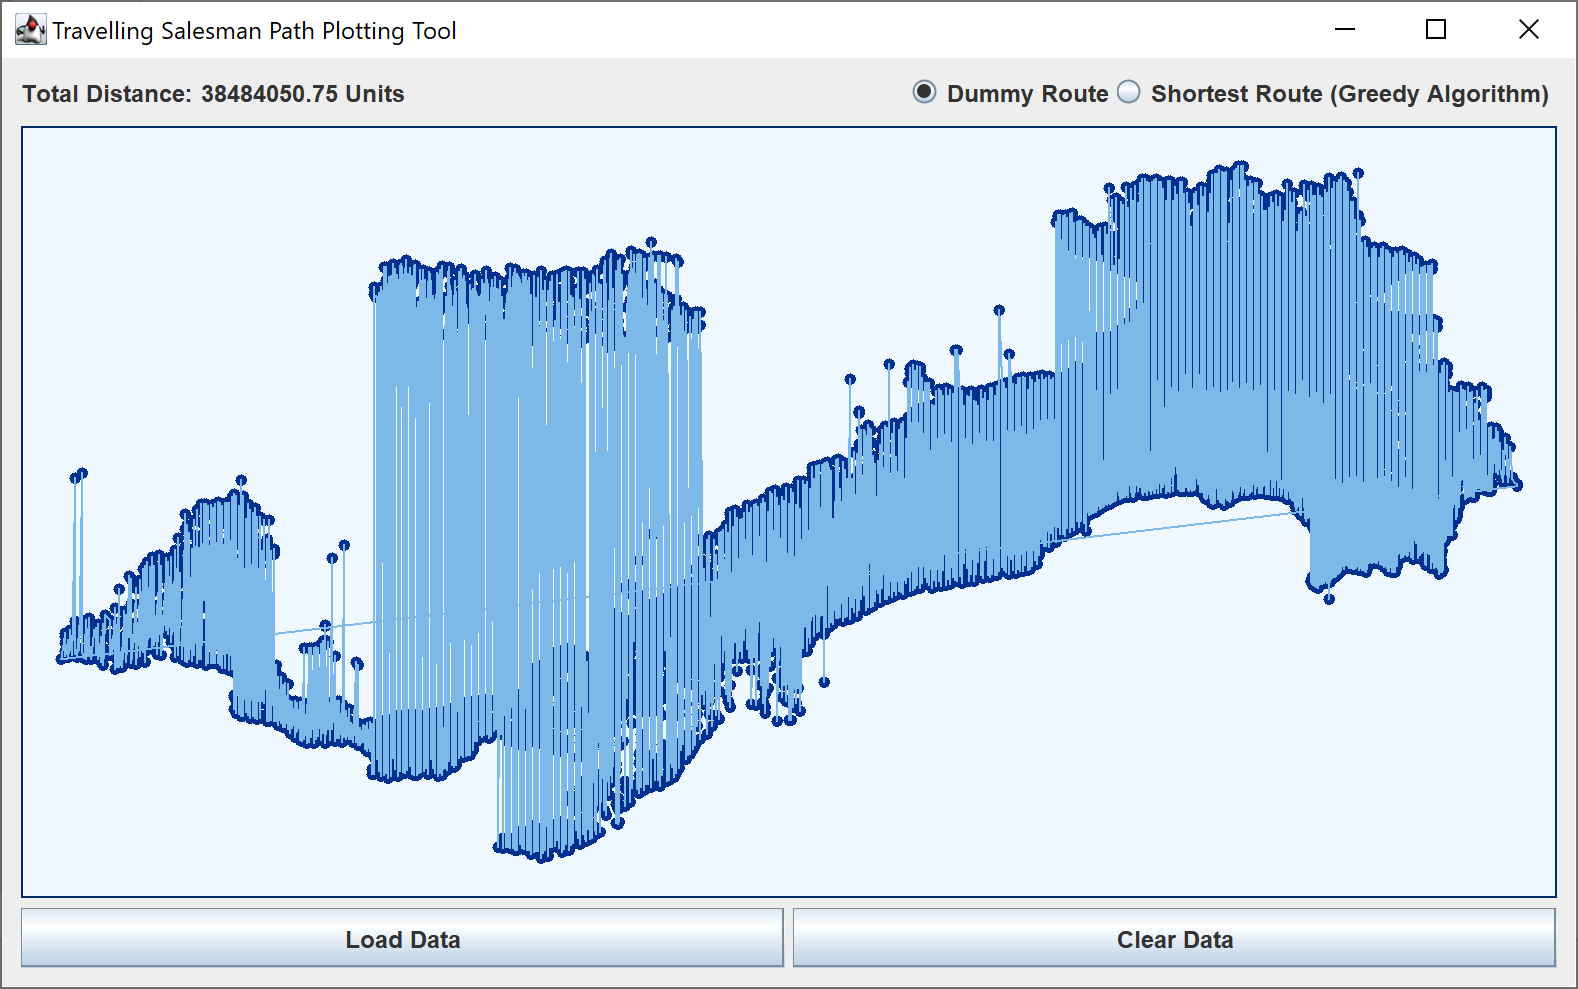 Travelling Salesman Path Plotting Tool
Total Distance: 38484050.75 Units
Dummy Route Shortest Route (Greedy Algorithm)
Load Data
Clear Data